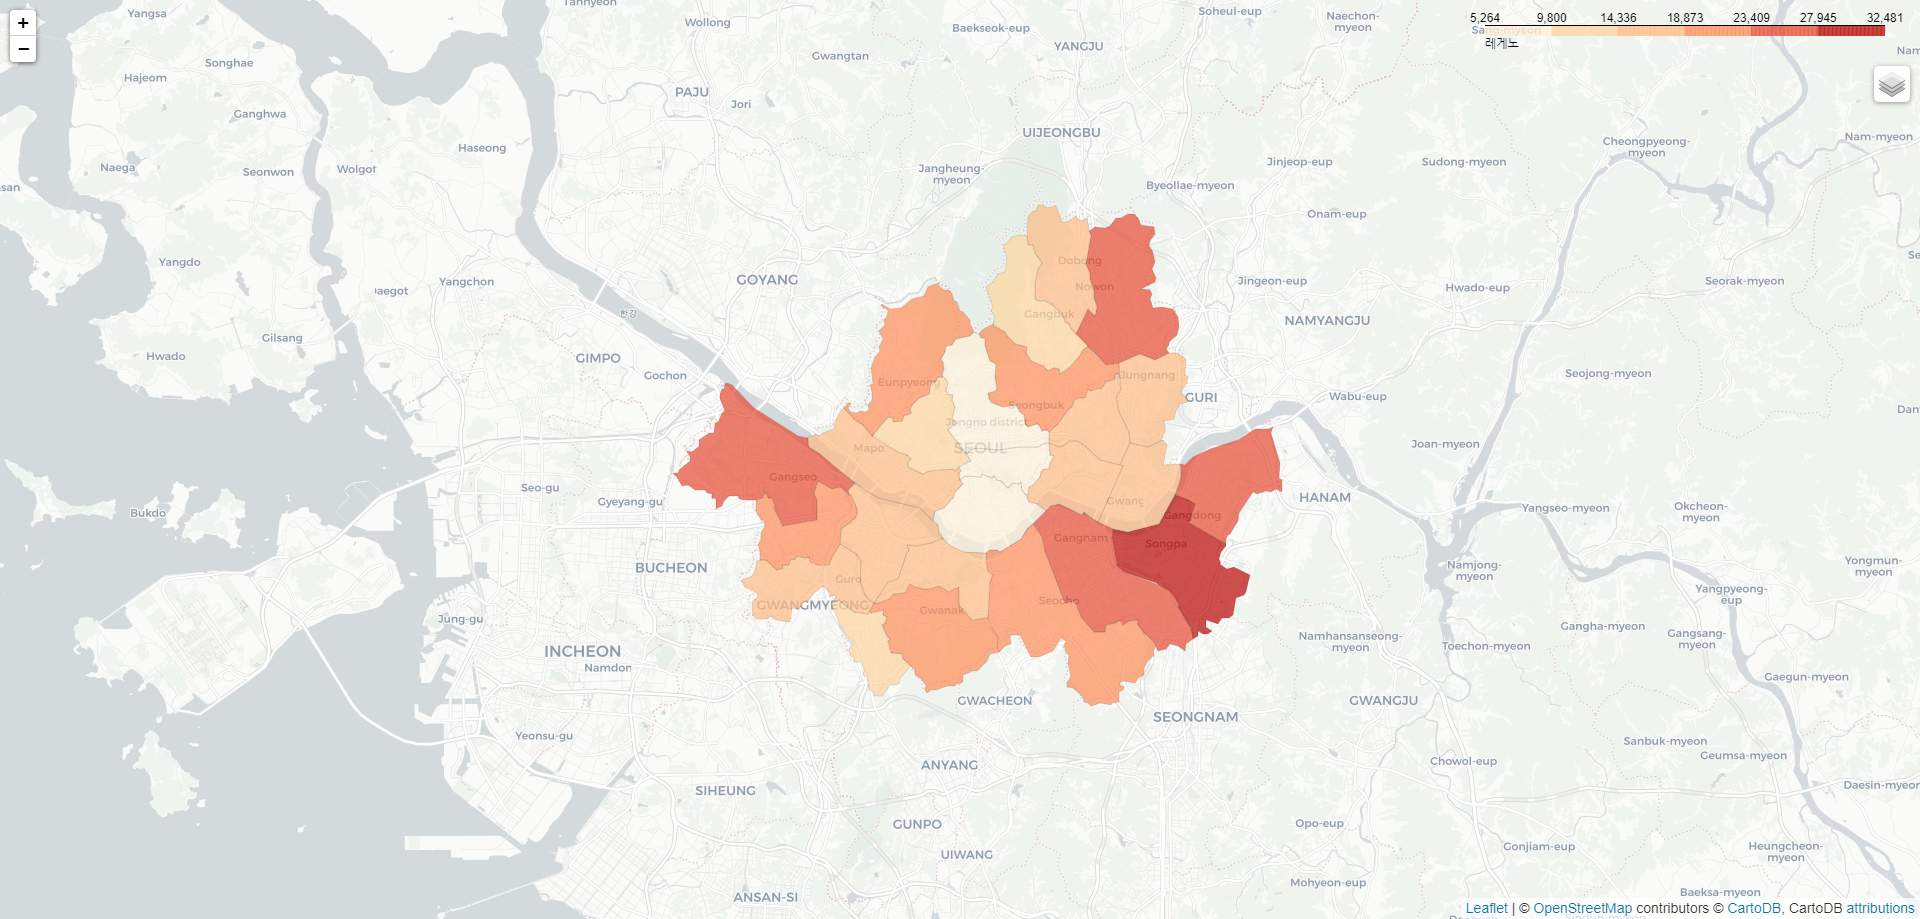 +
−
5,264 9,800 14,336 18,873 23,409 27,945 32,481
레게노
Yangsa
Tannyeon
Wollong
Baekseok-eup
Soheul-eup
Naechon-
myeon
Sang-myeon
YANGJU
Gwangtan
Songhae
Hajeom
PAJU
Jori
Ganghwa
UIJEONGBU
Cheongpyeong-
myeon
Nam-myeon
Haseong
Naega
Seonwon
Wolgot
Jangheung-
myeon
Jinjeop-eup
Sudong-myeon
Byeollae-myeon
Onam-eup
Yangdo
Yangchon
GOYANG
Dobong
Nowon
Jingeon-eup
Hwado-eup
Seorak-myeon
한강
Gangbuk
NAMYANGJU
Gilsang
Hwado
GIMPO
Gochon
Eunpyeong
Jungnang
Seojong-myeon
GURI
Wabu-eup
Seongbuk
Jongno district
SEOUL
Mapo
Joan-myeon
Gangseo
Seo-gu
Gyeyang-gu
Gwang
HANAM
Bukdo
Gangdong
Yangseo-myeon
Okcheon-
myeon
Gangnam
Songpa
BUCHEON
Guro
Namjong-
myeon
Yongmun-
myeon
Yangpyeong-
eup
GWANGMYEONG
Gwanak
Seocho
Jung-gu
Gangha-myeon
Gangsang-
myeon
Namhansanseong-
myeon
Toechon-myeon
INCHEON
Namdon
Gaegun-myeon
GWACHEON
GWANGJU
SEONGNAM
Yeonsu-gu
Sanbuk-myeon
Geumsa-myeon
ANYANG
Chowol-eup
SIHEUNG
Daesin-myeon
GUNPO
Opo-eup
UIWANG
Gonjiam-eup
Heungcheon-
myeon
Mohyeon-eup
ANSAN-SI
Baeksa-myeon
Leaflet | © OpenStreetMap contributors © CartoDB, CartoDB attributions